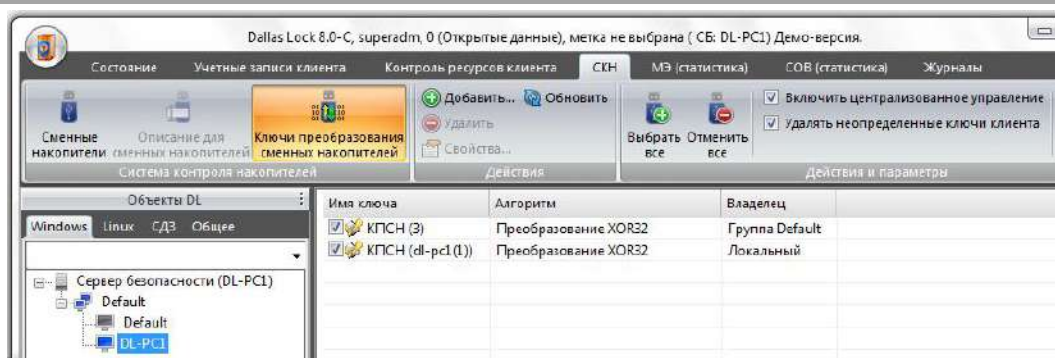 Dallas Lock 8.0-C, superadm, 0 (Открытые данные), метка не выбрана ( СБ: DL-PC1) Демо-версия.
Состояние Учетные записи клиента Контроль ресурсов клиента СКН МЭ (статистика) СОВ (статистика) Журналы
Сменные накопители
Описание для сменных накопителей
Ключи преобразования сменных накопителей
Система контроля накопителей
Добавить... Обновить
Удалить
Свойства...
Действия
Выбрать все
Отменить все
Включить централизованное управление
Удалять неопределенные ключи клиента
Действия и параметры
Объекты DL
Windows Linux СДЗ Общее
Сервер безопасности (DL-PC1)
Default
Default
DL-PC1
Имя ключа Алгоритм Владелец
КПСН (3) Преобразование XOR32 Группа Default
КПСН (dl-pc1(1)) Преобразование XOR32 Локальный